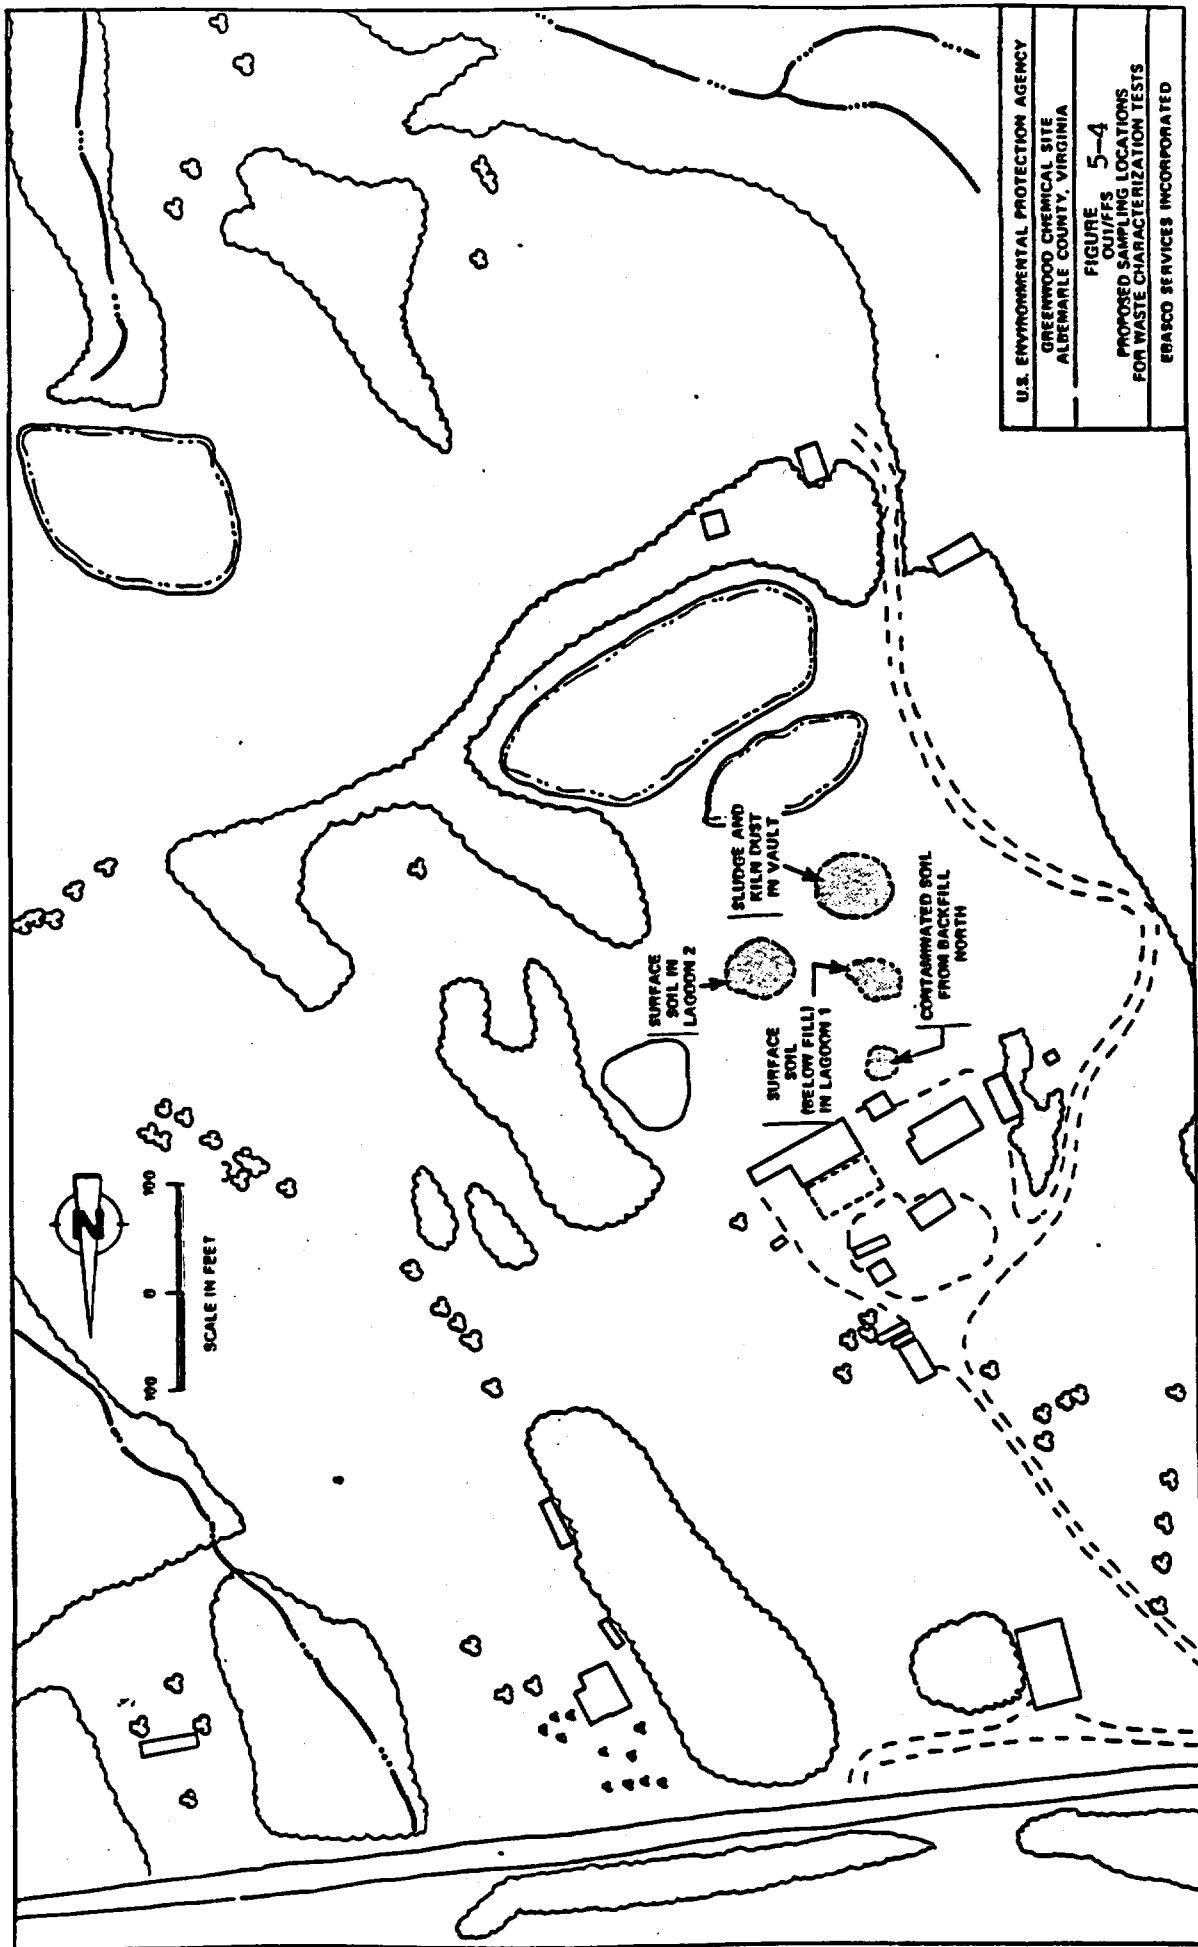 U.S. ENVIRONMENTAL PROTECTION AGENCY
GREENWOOD CHEMICAL SITE
ALBEMARLE COUNTY, VIRGINIA
FIGURE 5-4
OU1/FFS
PROPOSED SAMPLING LOCATIONS
FOR WASTE CHARACTERIZATION TESTS
EBASCO SERVICES INCORPORATED
N
100 0 100
SCALE IN FEET
SURFACE
SOIL IN
LAGOON 2
SLUDGE AND
KILN DUST
IN VAULT
SURFACE
SOIL
(BELOW FILL)
IN LAGOON 1
CONTAMINATED SOIL
FROM BACKFILL
NORTH